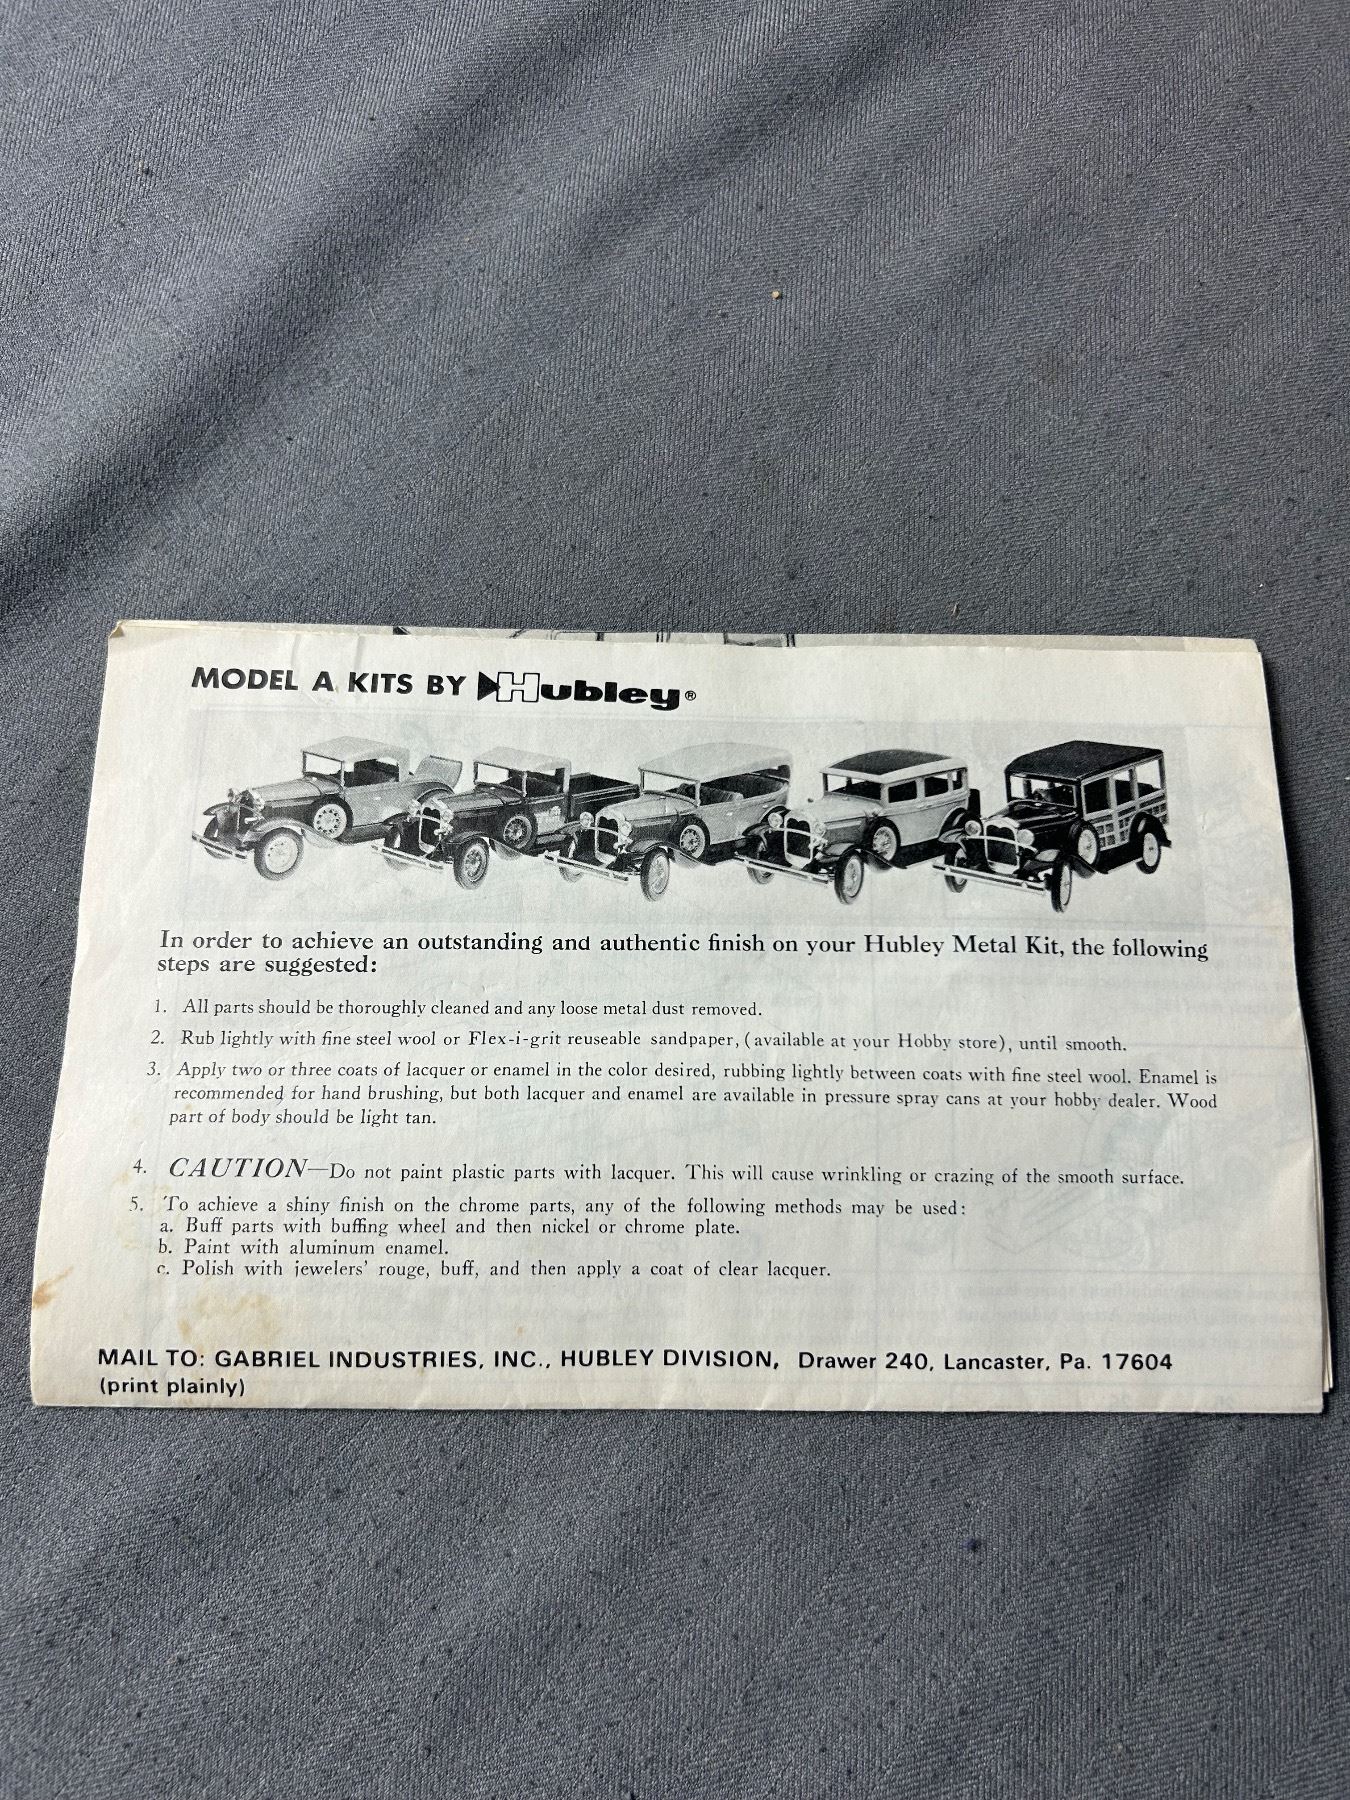 MODEL A KITS BY Hubley®
In order to achieve an outstanding and authentic finish on your Hubley Metal Kit, the following
steps are suggested:
1. All parts should be thoroughly cleaned and any loose metal dust removed.
2. Rub lightly with fine steel wool or Flex-i-grit reuseable sandpaper, (available at your Hobby store), until smooth.
3. Apply two or three coats of lacquer or enamel in the color desired, rubbing lightly between coats with fine steel wool. Enamel is
recommended for hand brushing, but both lacquer and enamel are available in pressure spray cans at your hobby dealer. Wood
part of body should be light tan.
4. CAUTION—Do not paint plastic parts with lacquer. This will cause wrinkling or crazing of the smooth surface.
5. To achieve a shiny finish on the chrome parts, any of the following methods may be used:
a. Buff parts with buffing wheel and then nickel or chrome plate.
b. Paint with aluminum enamel.
c. Polish with jewelers' rouge, buff, and then apply a coat of clear lacquer.
MAIL TO: GABRIEL INDUSTRIES, INC., HUBLEY DIVISION, Drawer 240, Lancaster, Pa. 17604
(print plainly)